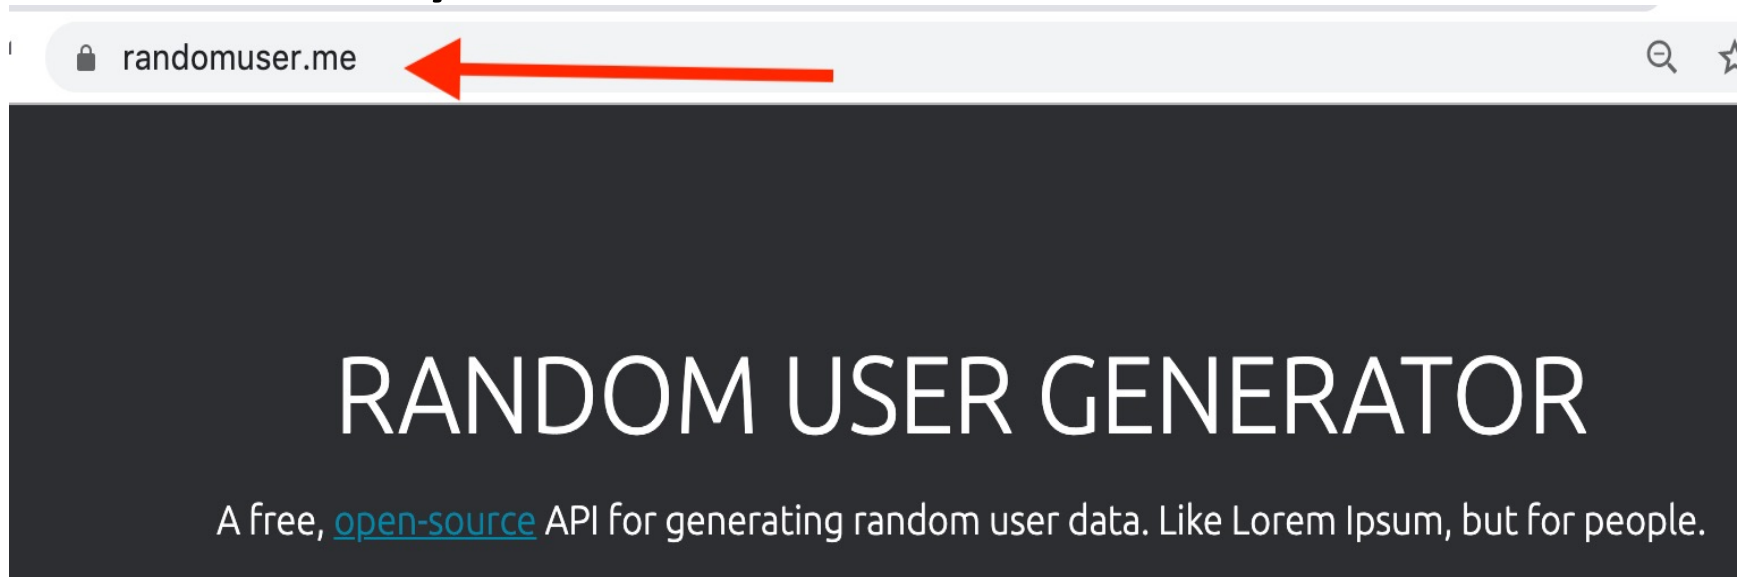 randomuser.me
RANDOM USER GENERATOR
A free, open-source API for generating random user data. Like Lorem Ipsum, but for people.